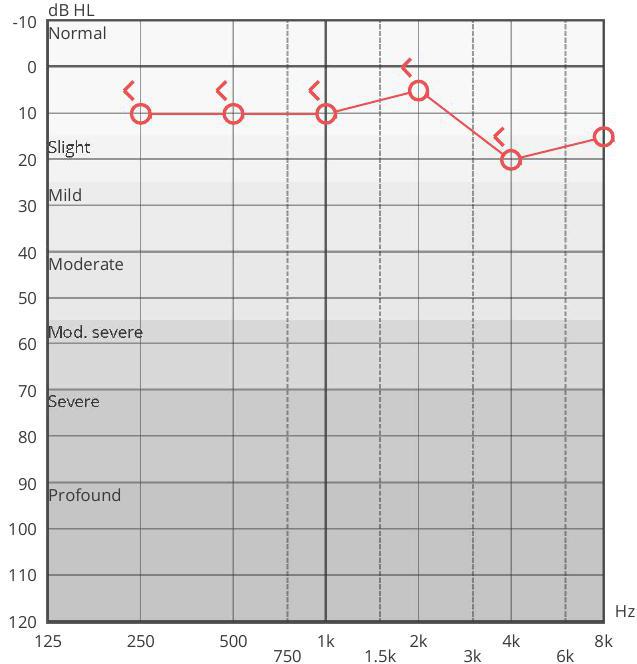 dB HL
-10
Normal
0
10
Slight
20
Mild
30
40
Moderate
50
Mod. severe
60
70
Severe
80
90
Profound
100
110
120
Hz
125 250 500 1k 2k 4k 8k
750 1.5k 3k 6k